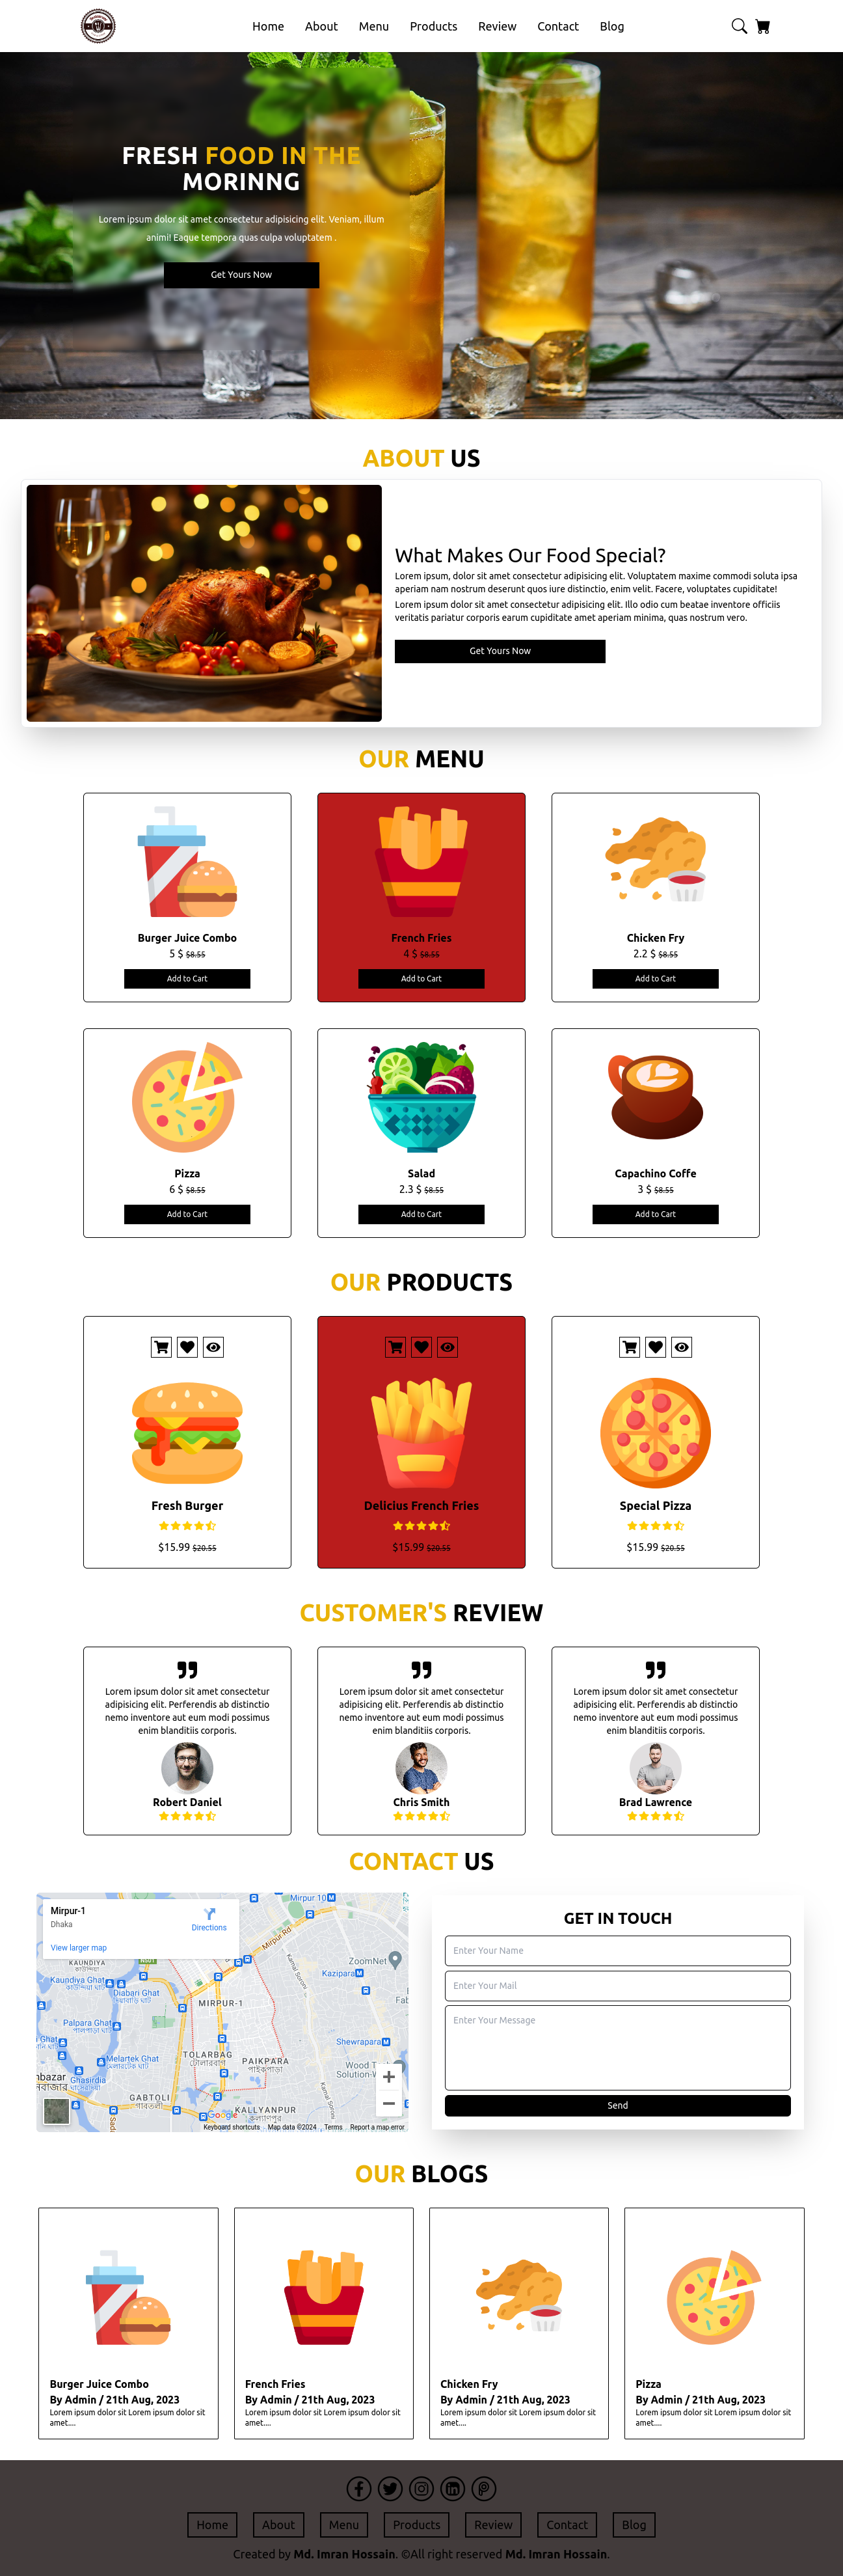 Home About Menu Products Review Contact Blog
FRESH FOOD IN THE
MORINNG
Lorem ipsum dolor sit amet consectetur adipisicing elit. Veniam, illum
animi! Eaque tempora quas culpa voluptatem .
Get Yours Now
ABOUT US
What Makes Our Food Special?
Lorem ipsum, dolor sit amet consectetur adipisicing elit. Voluptatem maxime commodi soluta ipsa
aperiam nam nostrum deserunt quos iure distinctio, enim velit. Facere, voluptates cupiditate!
Lorem ipsum dolor sit amet consectetur adipisicing elit. Illo odio cum beatae inventore officiis
veritatis pariatur corporis earum cupiditate amet aperiam minima, quas nostrum vero.
Get Yours Now
OUR MENU
Burger Juice Combo
5 $ $8.55
Add to Cart
French Fries
4 $ $8.55
Add to Cart
Chicken Fry
2.2 $ $8.55
Add to Cart
Pizza
6 $ $8.55
Add to Cart
Salad
2.3 $ $8.55
Add to Cart
Capachino Coffe
3 $ $8.55
Add to Cart
OUR PRODUCTS
Fresh Burger
$15.99 $20.55
Delicius French Fries
$15.99 $20.55
Special Pizza
$15.99 $20.55
CUSTOMER'S REVIEW
Lorem ipsum dolor sit amet consectetur
adipisicing elit. Perferendis ab distinctio
nemo inventore aut eum modi possimus
enim blanditiis corporis.
Robert Daniel
Lorem ipsum dolor sit amet consectetur
adipisicing elit. Perferendis ab distinctio
nemo inventore aut eum modi possimus
enim blanditiis corporis.
Chris Smith
Lorem ipsum dolor sit amet consectetur
adipisicing elit. Perferendis ab distinctio
nemo inventore aut eum modi possimus
enim blanditiis corporis.
Brad Lawrence
CONTACT US
Mirpur-1
Dhaka
Directions
View larger map
Mirpur 10
Mirpur Rd
ZoomNet
Kazipara
KAUNDIYA
Kaundiya Ghat
Diabari Ghat
MIRPUR-1
Palpara Ghat
Shewrapara
Melartek Ghat
TOLARBAG
টোলারবাগ
PAIKPARA
পাইকপাড়া
Ghasirdia
GABTOLI
গাবতলী
KALLYANPUR
কল্যাণপুর
Google
Keyboard shortcuts Map data ©2024 Terms Report a map error
GET IN TOUCH
Enter Your Name
Enter Your Mail
Enter Your Message
Send
OUR BLOGS
Burger Juice Combo
By Admin / 21th Aug, 2023
Lorem ipsum dolor sit Lorem ipsum dolor sit
amet....
French Fries
By Admin / 21th Aug, 2023
Lorem ipsum dolor sit Lorem ipsum dolor sit
amet....
Chicken Fry
By Admin / 21th Aug, 2023
Lorem ipsum dolor sit Lorem ipsum dolor sit
amet....
Pizza
By Admin / 21th Aug, 2023
Lorem ipsum dolor sit Lorem ipsum dolor sit
amet....
Home About Menu Products Review Contact Blog
Created by Md. Imran Hossain. ©All right reserved Md. Imran Hossain.